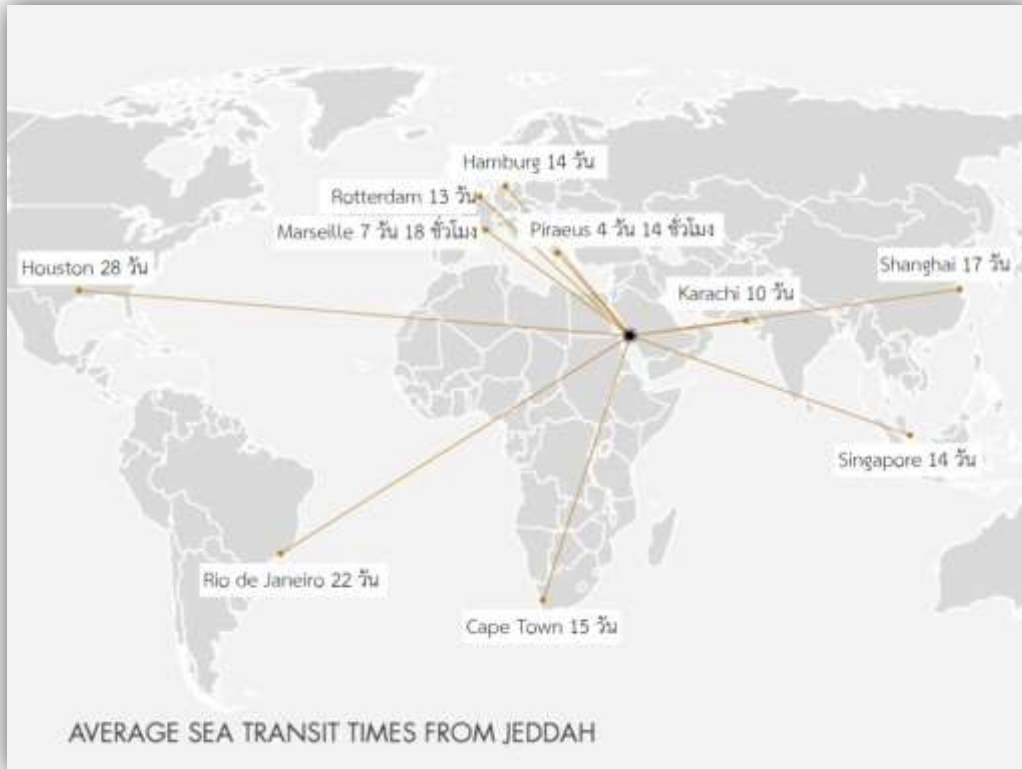 Hamburg 14 วัน
Rotterdam 13 วัน
Marseille 7 วัน 18 ชั่วโมง
Piraeus 4 วัน 14 ชั่วโมง
Houston 28 วัน
Shanghai 17 วัน
Karachi 10 วัน
Singapore 14 วัน
Rio de Janeiro 22 วัน
Cape Town 15 วัน
AVERAGE SEA TRANSIT TIMES FROM JEDDAH